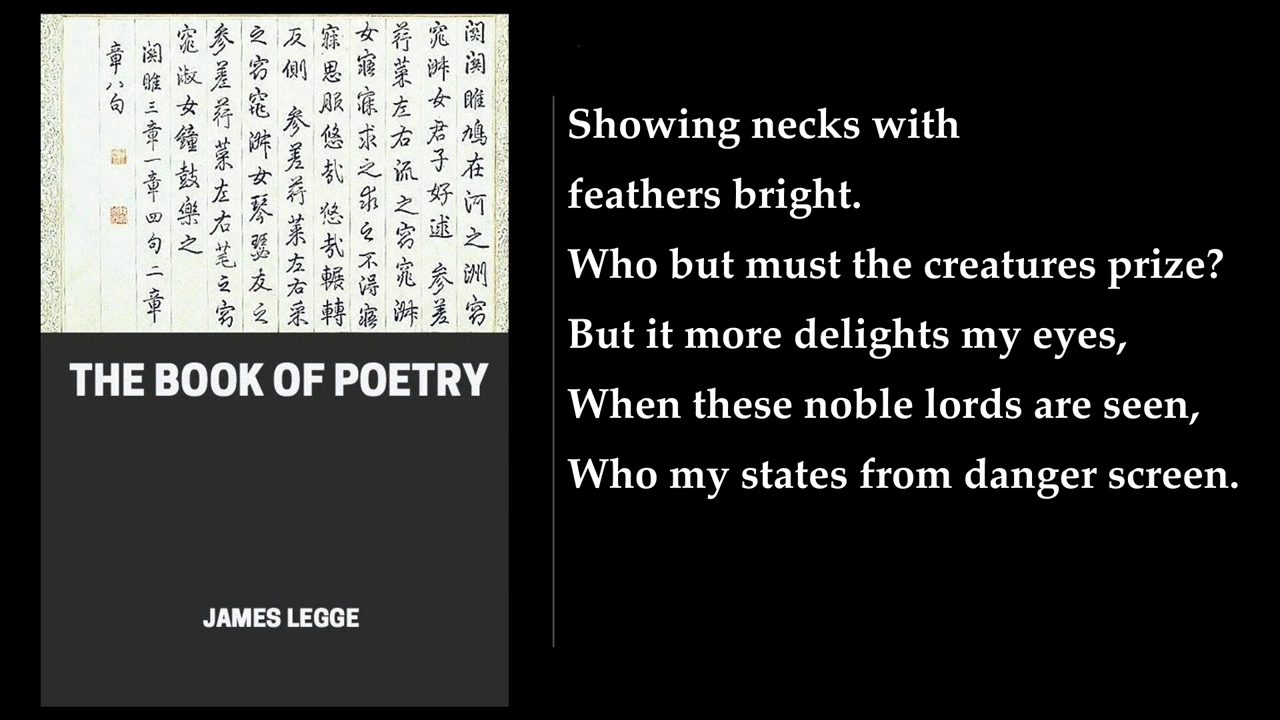 關關雎鳩在河之洲窈
窕淑女君子好逑 參差
荇菜左右流之窈窕淑
女寤寐求之求之不得寤
寐思服悠哉悠哉輾轉
反側 參差荇菜左右采
之窈窕淑女琴瑟友之
參差荇菜左右芼之窈
窕淑女鐘鼓樂之
關雎三章一章四句二章
章八句
THE BOOK OF POETRY
JAMES LEGGE
Showing necks with
feathers bright.
Who but must the creatures prize?
But it more delights my eyes,
When these noble lords are seen,
Who my states from danger screen.